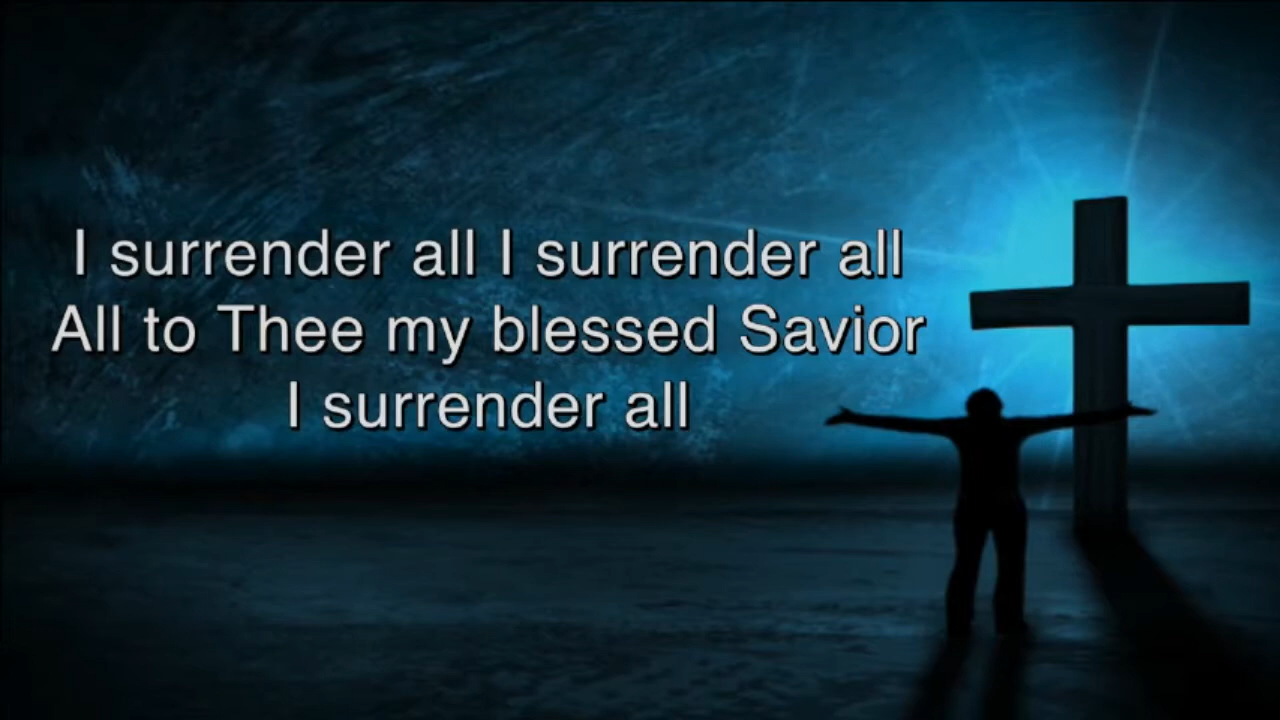 I surrender all I surrender all
All to Thee my blessed Savior
I surrender all